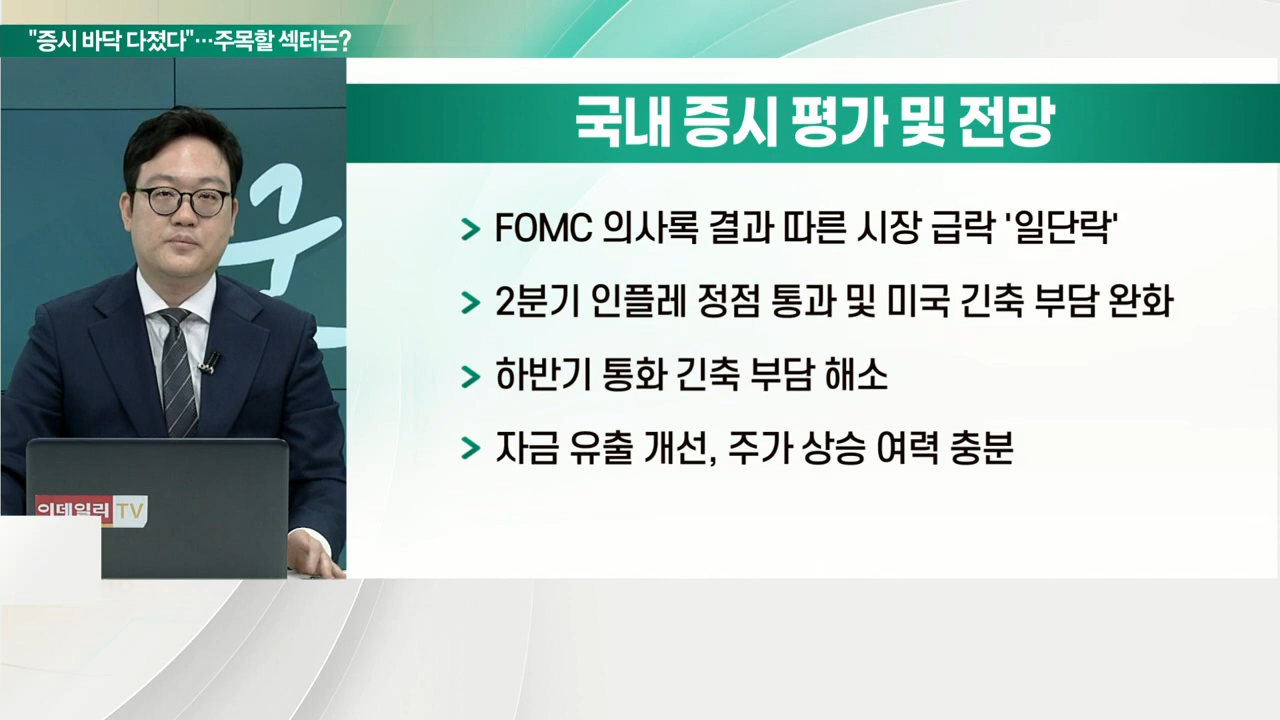 "증시 바닥 다졌다"…주목할 섹터는?
국내 증시 평가 및 전망
> FOMC 의사록 결과 따른 시장 급락 '일단락'
> 2분기 인플레 정점 통과 및 미국 긴축 부담 완화
> 하반기 통화 긴축 부담 해소
> 자금 유출 개선, 주가 상승 여력 충분
이데일리 TV